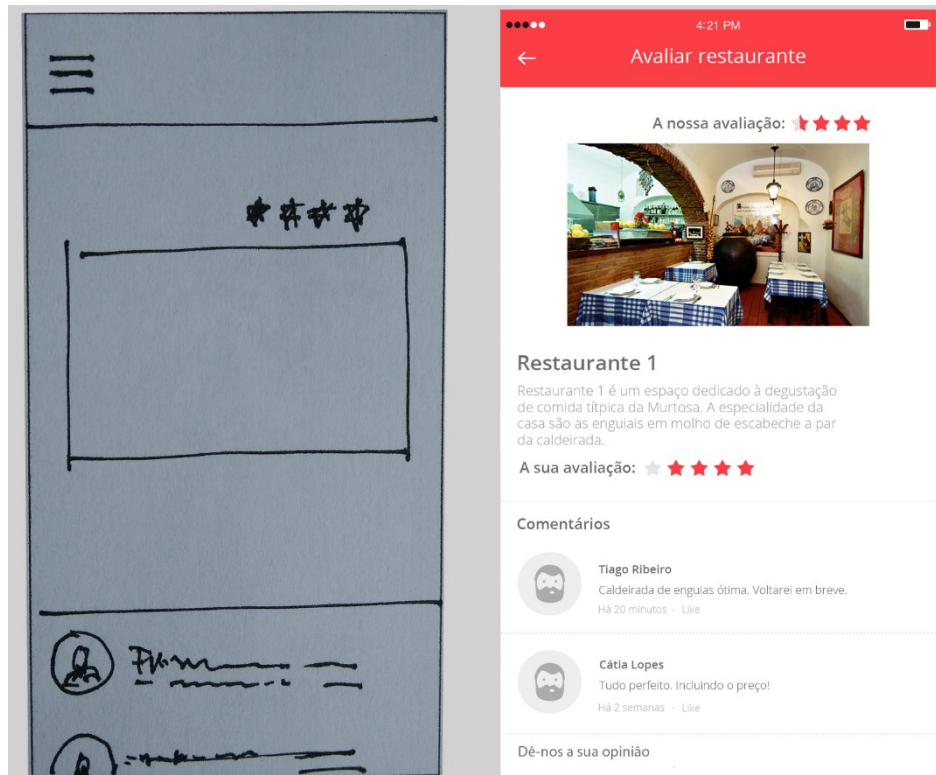 4:21 PM
Avaliar restaurante
A nossa avaliação:
Restaurante 1
Restaurante 1 é um espaço dedicado à degustação
de comida títpica da Murtosa. A especialidade da
casa são as enguiais em molho de escabeche a par
da caldeirada.
A sua avaliação:
Comentários
Tiago Ribeiro
Caldeirada de enguias ótima. Voltarei em breve.
Há 20 minutos - Like
Cátia Lopes
Tudo perfeito. Incluindo o preço!
Há 2 semanas - Like
Dê-nos a sua opinião